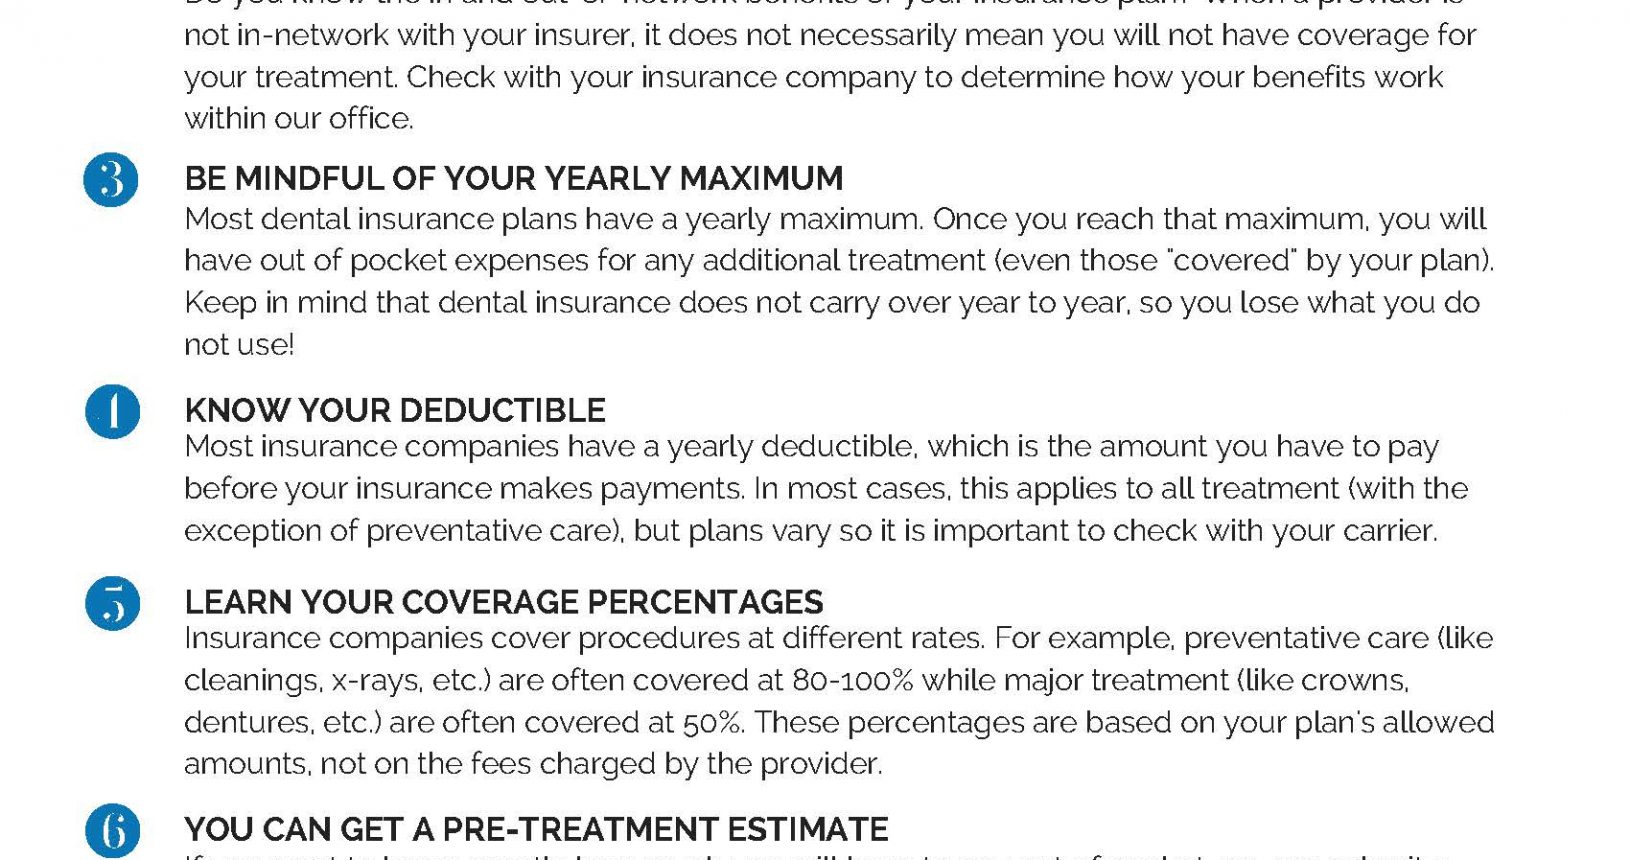 not in-network with your insurer, it does not necessarily mean you will not have coverage for
your treatment. Check with your insurance company to determine how your benefits work
within our office.
3 BE MINDFUL OF YOUR YEARLY MAXIMUM
Most dental insurance plans have a yearly maximum. Once you reach that maximum, you will
have out of pocket expenses for any additional treatment (even those "covered" by your plan).
Keep in mind that dental insurance does not carry over year to year, so you lose what you do
not use!
1 KNOW YOUR DEDUCTIBLE
Most insurance companies have a yearly deductible, which is the amount you have to pay
before your insurance makes payments. In most cases, this applies to all treatment (with the
exception of preventative care), but plans vary so it is important to check with your carrier.
5 LEARN YOUR COVERAGE PERCENTAGES
Insurance companies cover procedures at different rates. For example, preventative care (like
cleanings, x-rays, etc.) are often covered at 80-100% while major treatment (like crowns,
dentures, etc.) are often covered at 50%. These percentages are based on your plan's allowed
amounts, not on the fees charged by the provider.
6 YOU CAN GET A PRE-TREATMENT ESTIMATE